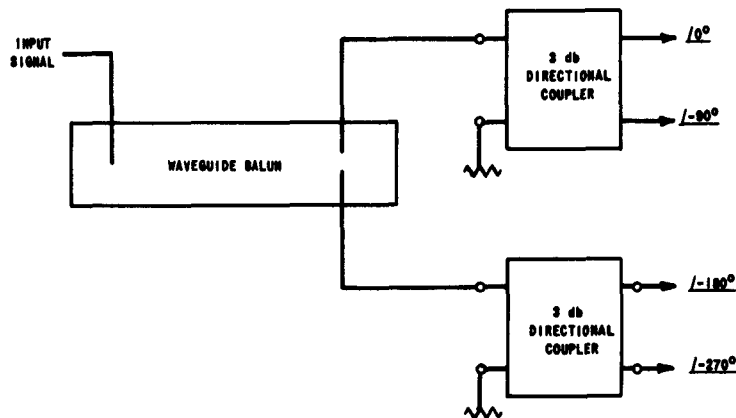 INPUT
SIGNAL
WAVEGUIDE BALUN
3 db
DIRECTIONAL
COUPLER
/0°
/-90°
3 db
DIRECTIONAL
COUPLER
/-180°
/-270°